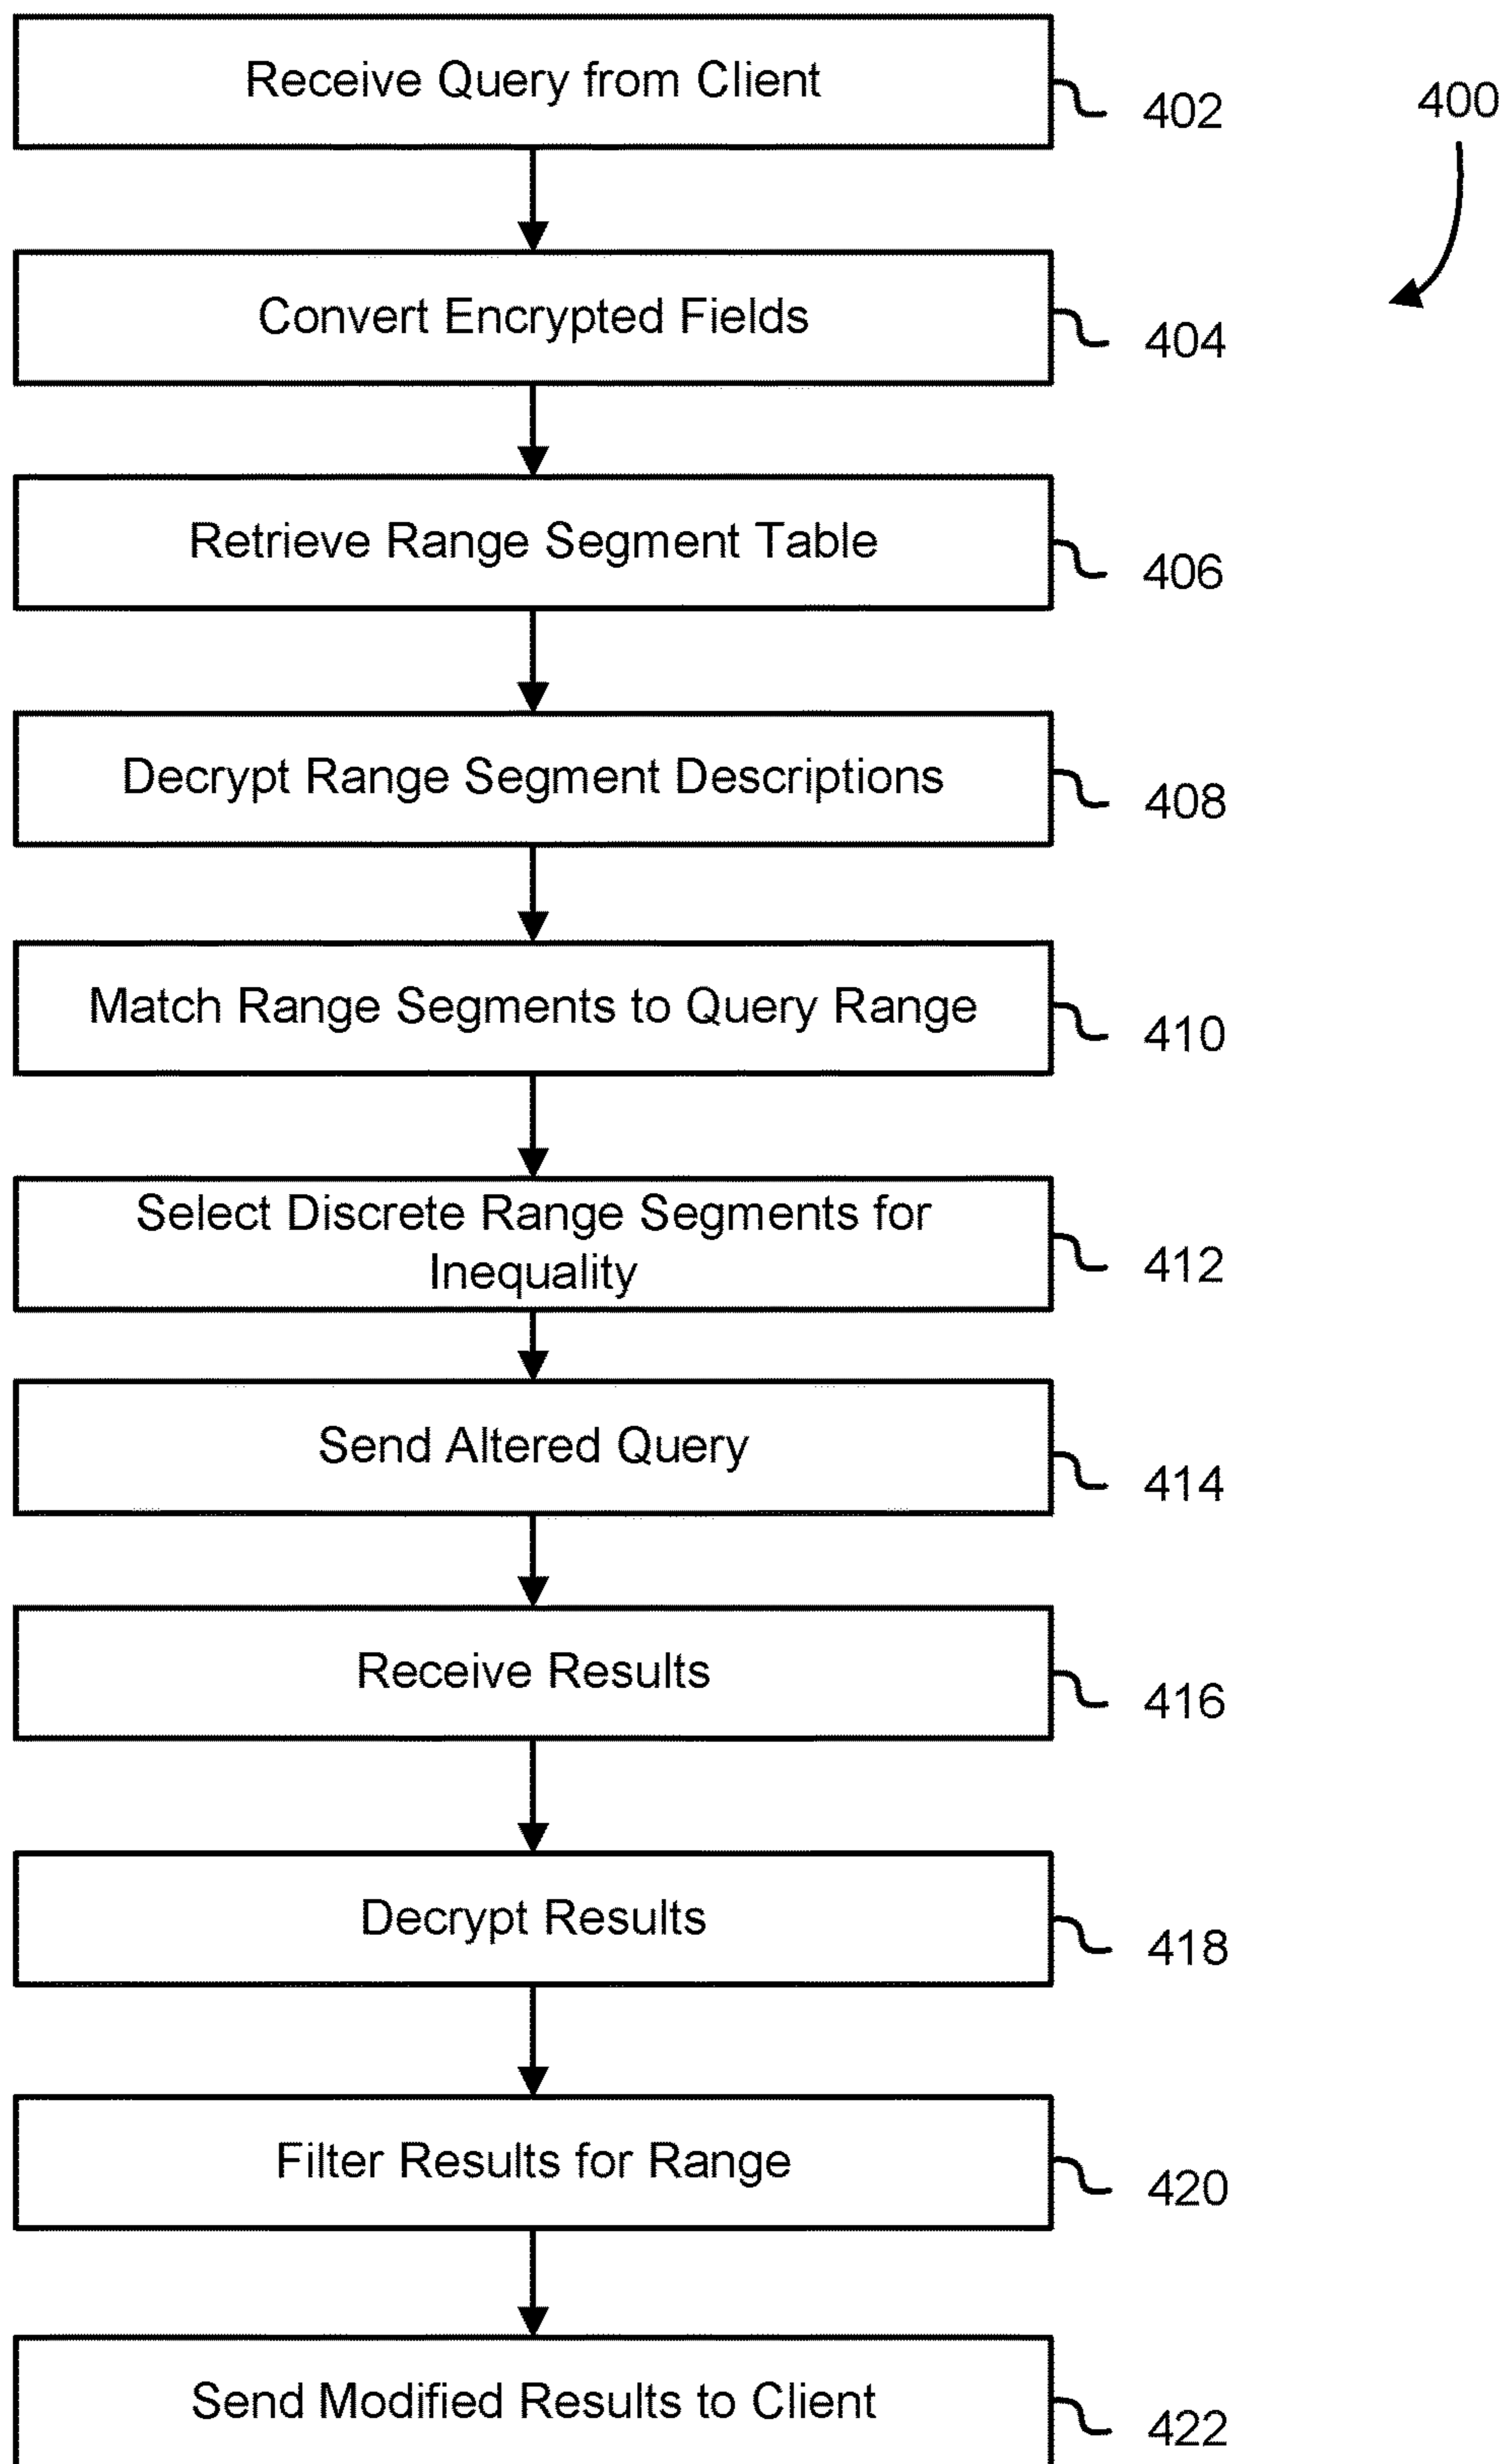 Receive Query from Client
402
400
Convert Encrypted Fields
404
Retrieve Range Segment Table
406
Decrypt Range Segment Descriptions
408
Match Range Segments to Query Range
410
Select Discrete Range Segments for
Inequality
412
Send Altered Query
414
Receive Results
416
Decrypt Results
418
Filter Results for Range
420
Send Modified Results to Client
422